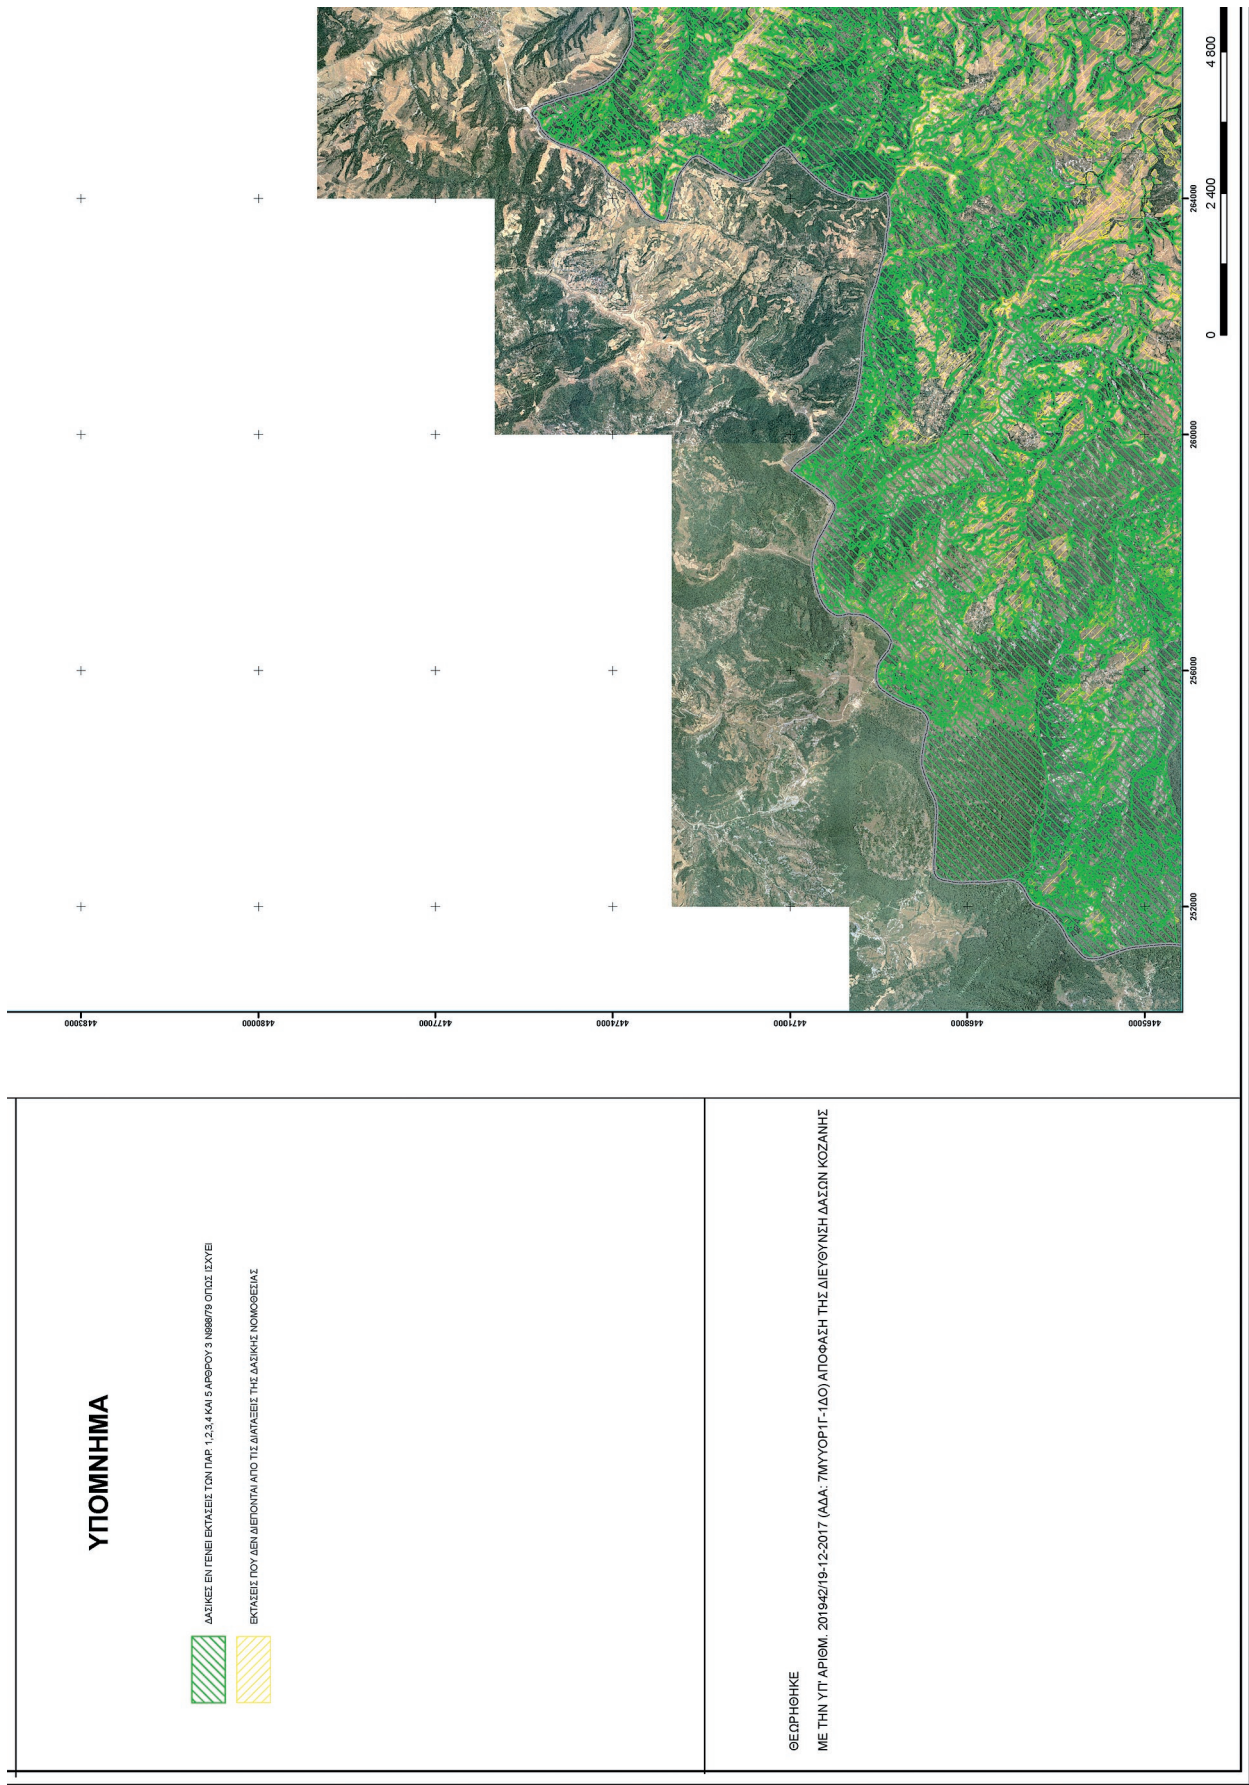 4483000
4480000
4477000
4474000
4471000
4468000
4465000
252000
256000
260000
264000
0
2 400
4 800
ΥΠΟΜΝΗΜΑ
ΔΑΣΙΚΕΣ ΕΝ ΓΕΝΕΙ ΕΚΤΑΣΕΙΣ ΤΩΝ ΠΑΡ. 1,2,3,4 ΚΑΙ 5 ΑΡΘΡΟΥ 3 Ν998/79 ΟΠΩΣ ΙΣΧΥΕΙ
ΕΚΤΑΣΕΙΣ ΠΟΥ ΔΕΝ ΔΙΕΠΟΝΤΑΙ ΑΠΟ ΤΙΣ ΔΙΑΤΑΞΕΙΣ ΤΗΣ ΔΑΣΙΚΗΣ ΝΟΜΟΘΕΣΙΑΣ
ΘΕΩΡΗΘΗΚΕ
ΜΕ ΤΗΝ ΥΠ' ΑΡΙΘΜ. 201942/19-12-2017 (ΑΔΑ: 7ΜΥΥΟΡ1Γ-1ΔΟ) ΑΠΟΦΑΣΗ ΤΗΣ ΔΙΕΥΘΥΝΣΗ ΔΑΣΩΝ ΚΟΖΑΝΗΣ